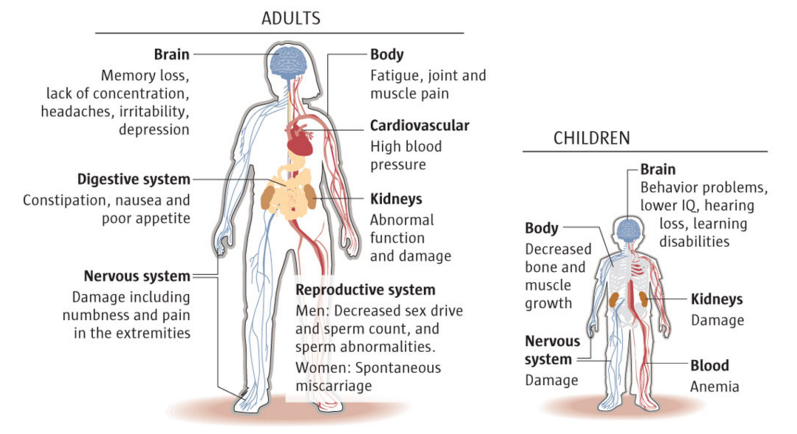 ADULTS
Brain
Memory loss,
lack of concentration,
headaches, irritability,
depression
Digestive system
Constipation, nausea and
poor appetite
Nervous system
Damage including
numbness and pain
in the extremities
Body
Fatigue, joint and
muscle pain
Cardiovascular
High blood
pressure
Kidneys
Abnormal
function
and damage
Reproductive system
Men: Decreased sex drive
and sperm count, and
sperm abnormalities.
Women: Spontaneous
miscarriage
CHILDREN
Brain
Behavior problems,
lower IQ, hearing
loss, learning
disabilities
Body
Decreased
bone and
muscle
growth
Nervous
system
Damage
Kidneys
Damage
Blood
Anemia